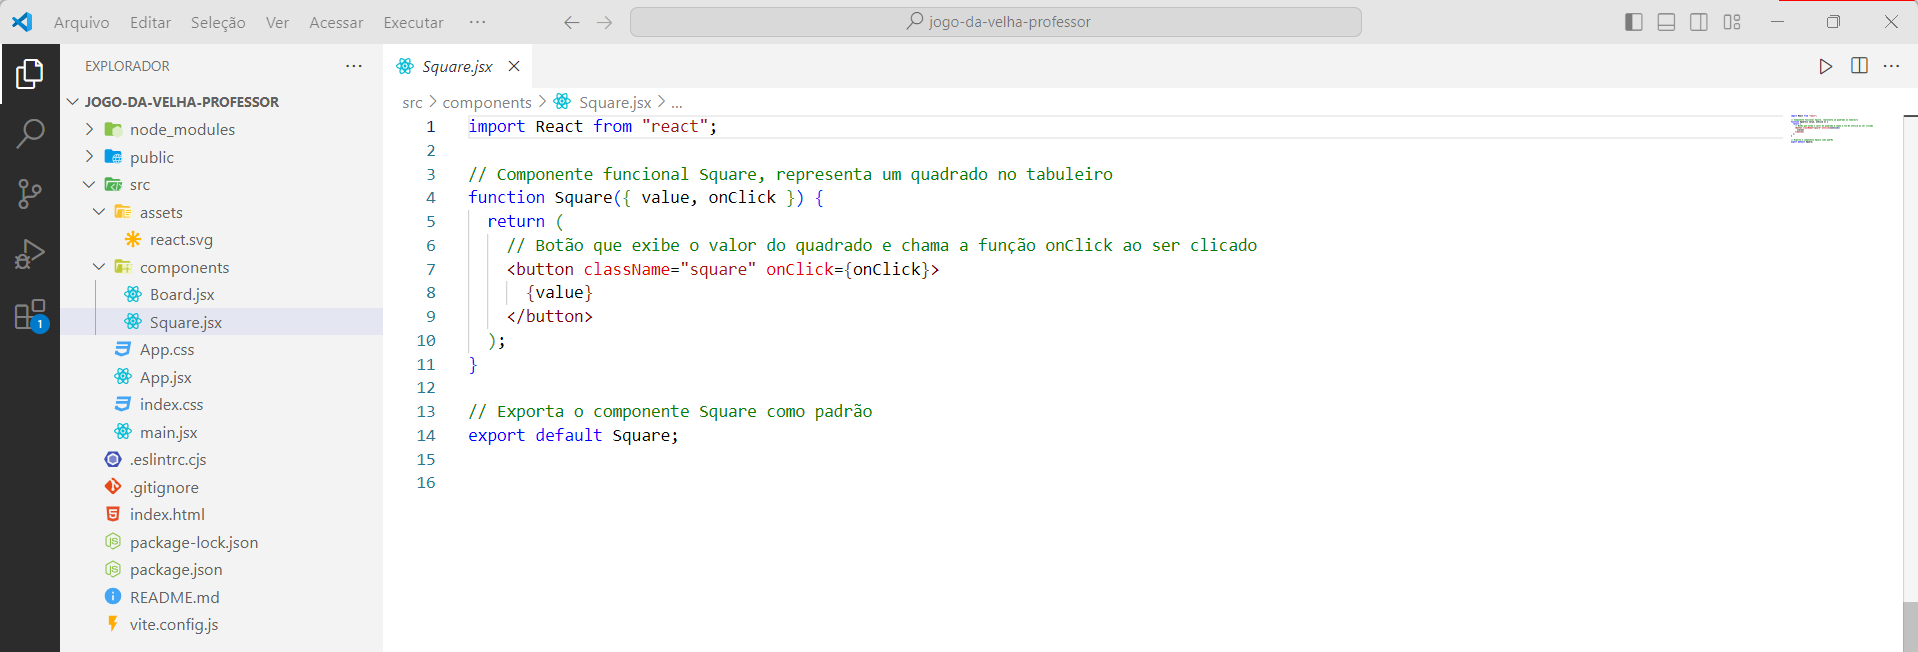 Arquivo Editar Seleção Ver Acessar Executar ··· jogo-da-velha-professor
EXPLORADOR ···
JOGO-DA-VELHA-PROFESSOR
node_modules
public
src
assets
react.svg
components
Board.jsx
Square.jsx
App.css
App.jsx
index.css
main.jsx
.eslintrc.cjs
.gitignore
index.html
package-lock.json
package.json
README.md
vite.config.js
1
Square.jsx
src > components > Square.jsx > ...
1 import React from "react";
2
3 // Componente funcional Square, representa um quadrado no tabuleiro
4 function Square({ value, onClick }) {
5 return (
6 // Botão que exibe o valor do quadrado e chama a função onClick ao ser clicado
7 <button className="square" onClick={onClick}>
8 {value}
9 </button>
10 );
11 }
12
13 // Exporta o componente Square como padrão
14 export default Square;
15
16